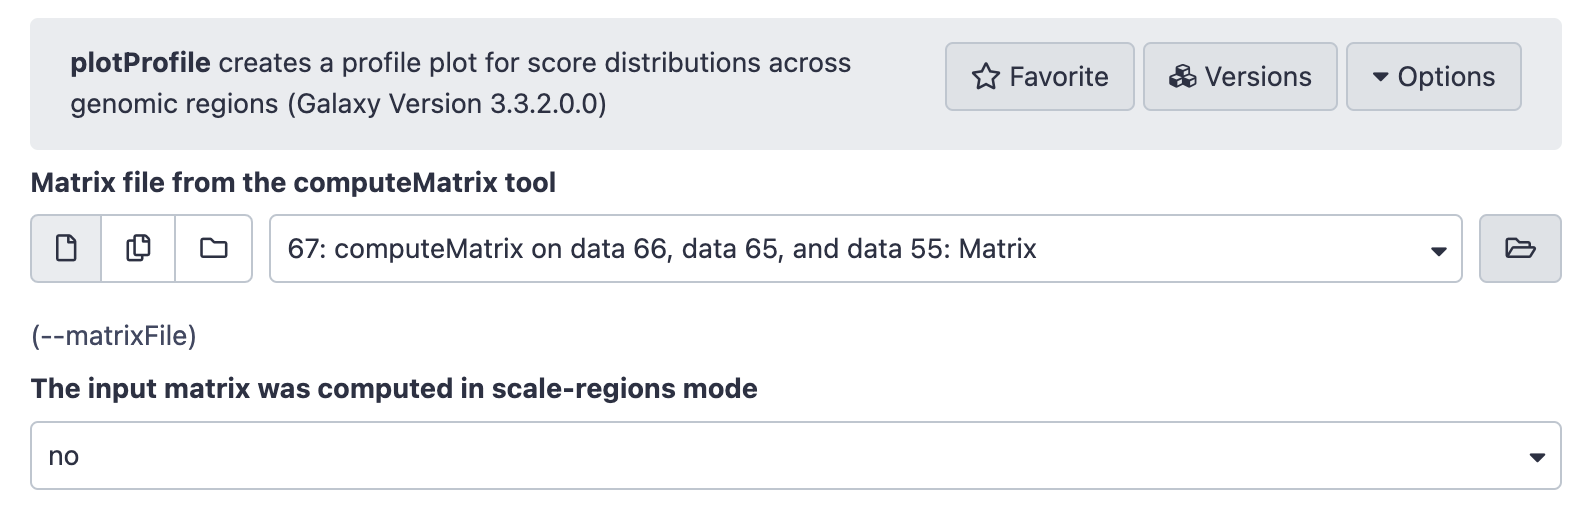 plotProfile creates a profile plot for score distributions across
genomic regions (Galaxy Version 3.3.2.0.0)
Favorite
Versions
Options
Matrix file from the computeMatrix tool
67: computeMatrix on data 66, data 65, and data 55: Matrix
(--matrixFile)
The input matrix was computed in scale-regions mode
no